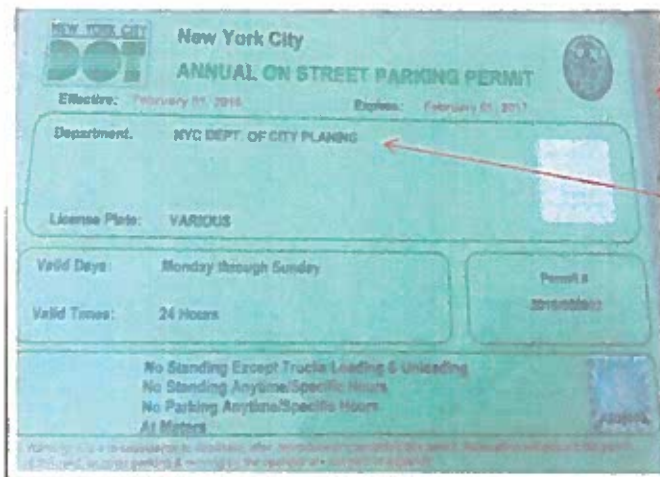 NEW YORK CITY
DOT
New York City
ANNUAL ON STREET PARKING PERMIT
Effective: February 01, 2016 Expires: February 01, 2017
Department: NYC DEPT. OF CITY PLANING
License Plate: VARIOUS
Valid Days: Monday through Sunday
Valid Times: 24 Hours
Permit #
No Standing Except Trucks Loading & Unloading
No Standing Anytime/Specific Hours
No Parking Anytime/Specific Hours
At Meters